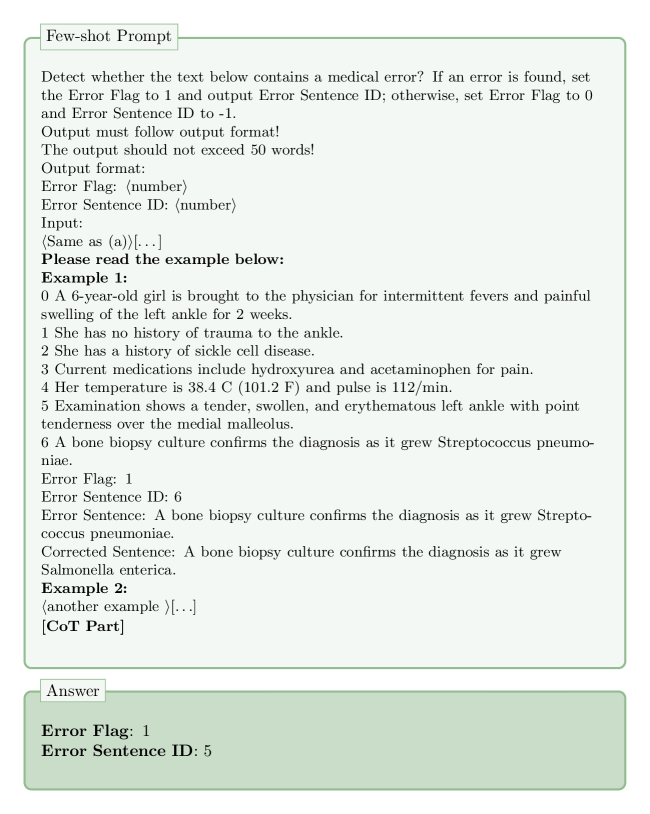 Few-shot Prompt
Detect whether the text below contains a medical error? If an error is found, set
the Error Flag to 1 and output Error Sentence ID; otherwise, set Error Flag to 0
and Error Sentence ID to -1.
Output must follow output format!
The output should not exceed 50 words!
Output format:
Error Flag: ⟨number⟩
Error Sentence ID: ⟨number⟩
Input:
⟨Same as (a)⟩[...]
Please read the example below:
Example 1:
0 A 6-year-old girl is brought to the physician for intermittent fevers and painful
swelling of the left ankle for 2 weeks.
1 She has no history of trauma to the ankle.
2 She has a history of sickle cell disease.
3 Current medications include hydroxyurea and acetaminophen for pain.
4 Her temperature is 38.4 C (101.2 F) and pulse is 112/min.
5 Examination shows a tender, swollen, and erythematous left ankle with point
tenderness over the medial malleolus.
6 A bone biopsy culture confirms the diagnosis as it grew Streptococcus pneumo-
niae.
Error Flag: 1
Error Sentence ID: 6
Error Sentence: A bone biopsy culture confirms the diagnosis as it grew Strepto-
coccus pneumoniae.
Corrected Sentence: A bone biopsy culture confirms the diagnosis as it grew
Salmonella enterica.
Example 2:
⟨another example ⟩[...]
[CoT Part]
Answer
Error Flag: 1
Error Sentence ID: 5